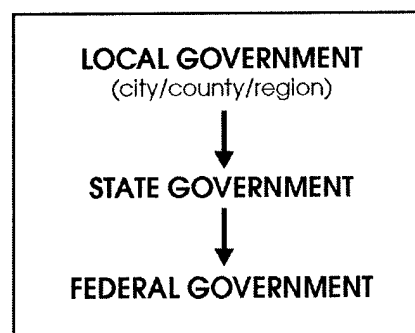 LOCAL GOVERNMENT
(city/county/region)
STATE GOVERNMENT
FEDERAL GOVERNMENT